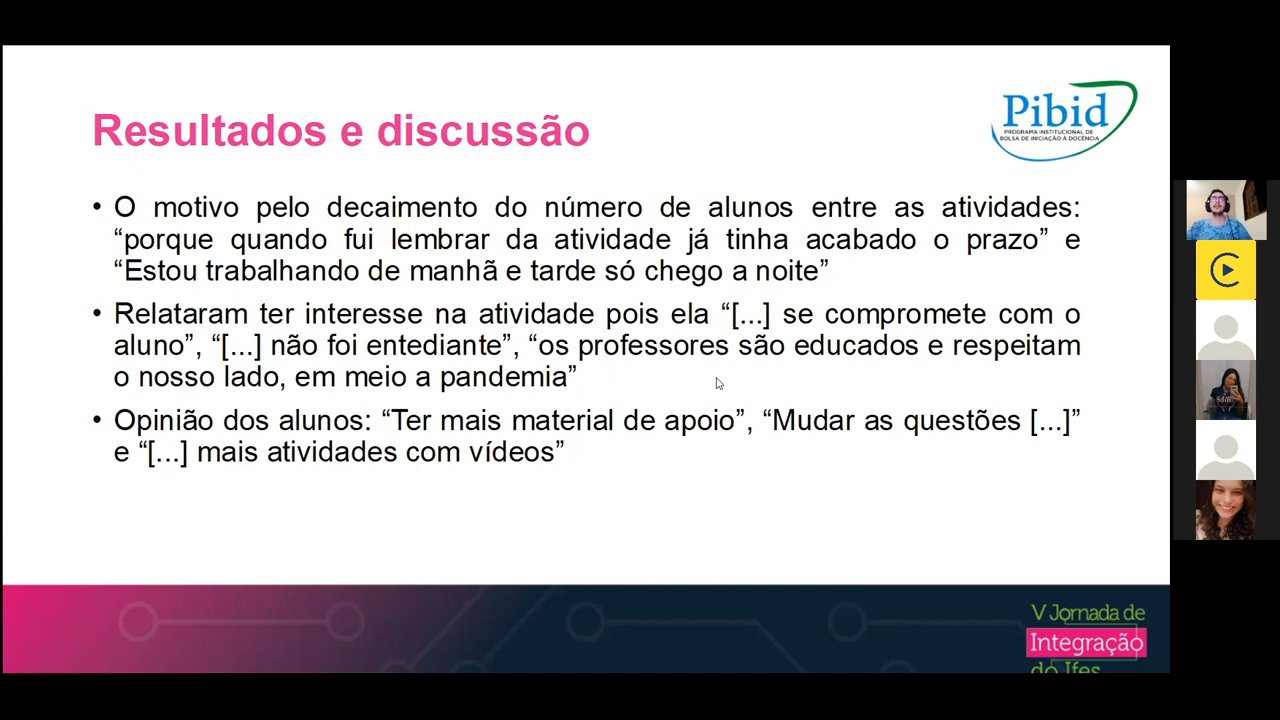 Resultados e discussão
Pibid
PROGRAMA INSTITUCIONAL DE
BOLSA DE INICIAÇÃO À DOCÊNCIA
• O motivo pelo decaimento do número de alunos entre as atividades:
“porque quando fui lembrar da atividade já tinha acabado o prazo” e
“Estou trabalhando de manhã e tarde só chego a noite”
• Relataram ter interesse na atividade pois ela “[...] se compromete com o
aluno”, “[...] não foi entediante”, “os professores são educados e respeitam
o nosso lado, em meio a pandemia”
• Opinião dos alunos: “Ter mais material de apoio”, “Mudar as questões [...]”
e “[...] mais atividades com vídeos”
V Jornada de
Integração
do Ifes